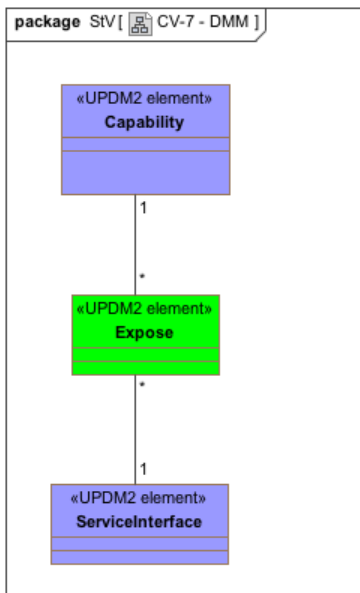 package StV [ CV-7 - DMM ]
«UPDM2 element»
Capability
1
*
«UPDM2 element»
Expose
*
1
«UPDM2 element»
ServiceInterface